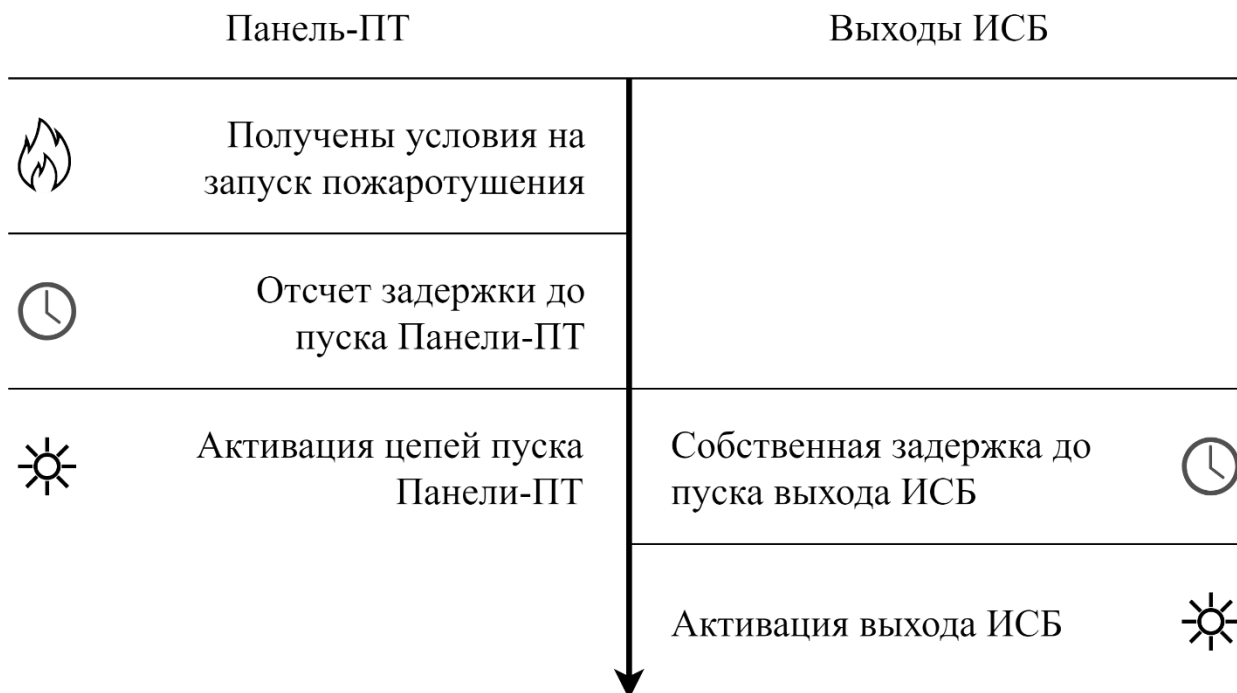 Панель-ПТ
Выходы ИСБ
Получены условия на
запуск пожаротушения
Отсчет задержки до
пуска Панели-ПТ
Активация цепей пуска
Панели-ПТ
Собственная задержка до
пуска выхода ИСБ
Активация выхода ИСБ